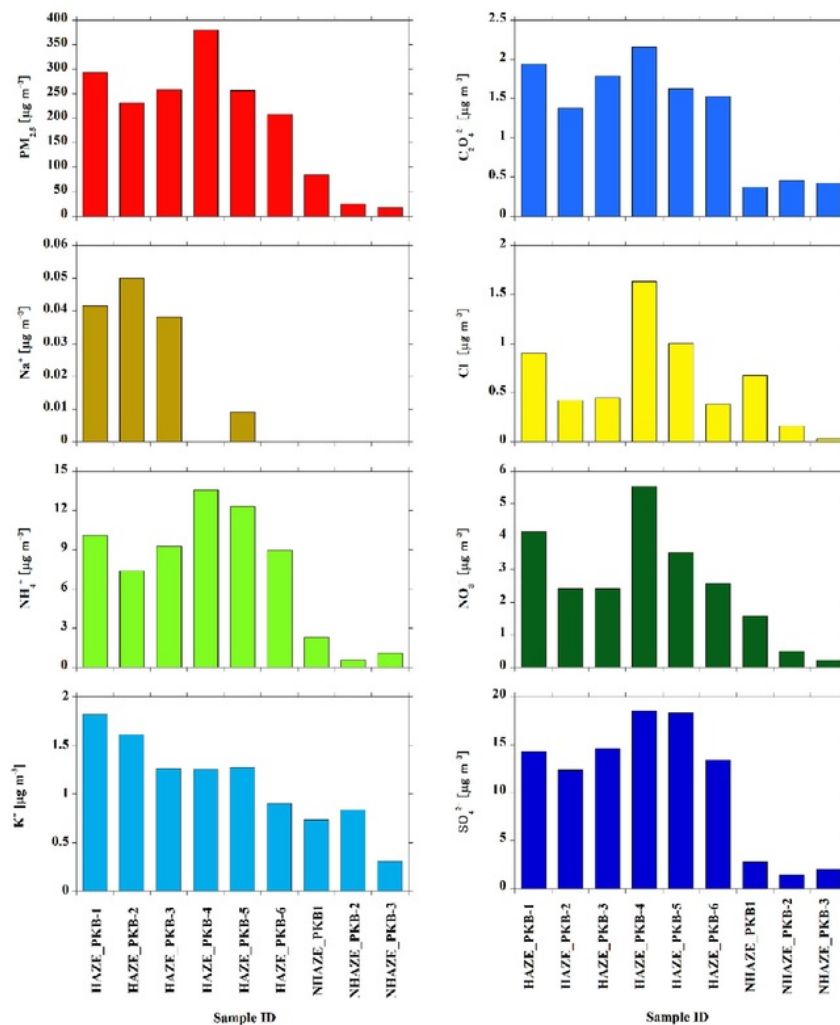 PM2.5 [μg m-3]
400
350
300
250
200
150
100
50
0
C2O4 2 [μg m-3]
2.5
2
1.5
1
0.5
0
Na+ [μg m-3]
0.06
0.05
0.04
0.03
0.02
0.01
0
Cl [μg m-3]
2
1.5
1
0.5
0
NH4+ [μg m-3]
15
12
9
6
3
0
NO3 [μg m-3]
6
5
4
3
2
1
0
K+ [μg m-3]
2
1.5
1
0.5
0
SO4 2 [μg m-3]
20
15
10
5
0
HAZE_PKB-1
HAZE_PKB-2
HAZE_PKB-3
HAZE_PKB-4
HAZE_PKB-5
HAZE_PKB-6
NHAZE_PKB1
NHAZE_PKB-2
NHAZE_PKB-3
Sample ID
HAZE_PKB-1
HAZE_PKB-2
HAZE_PKB-3
HAZE_PKB-4
HAZE_PKB-5
HAZE_PKB-6
NHAZE_PKB1
NHAZE_PKB-2
NHAZE_PKB-3
Sample ID